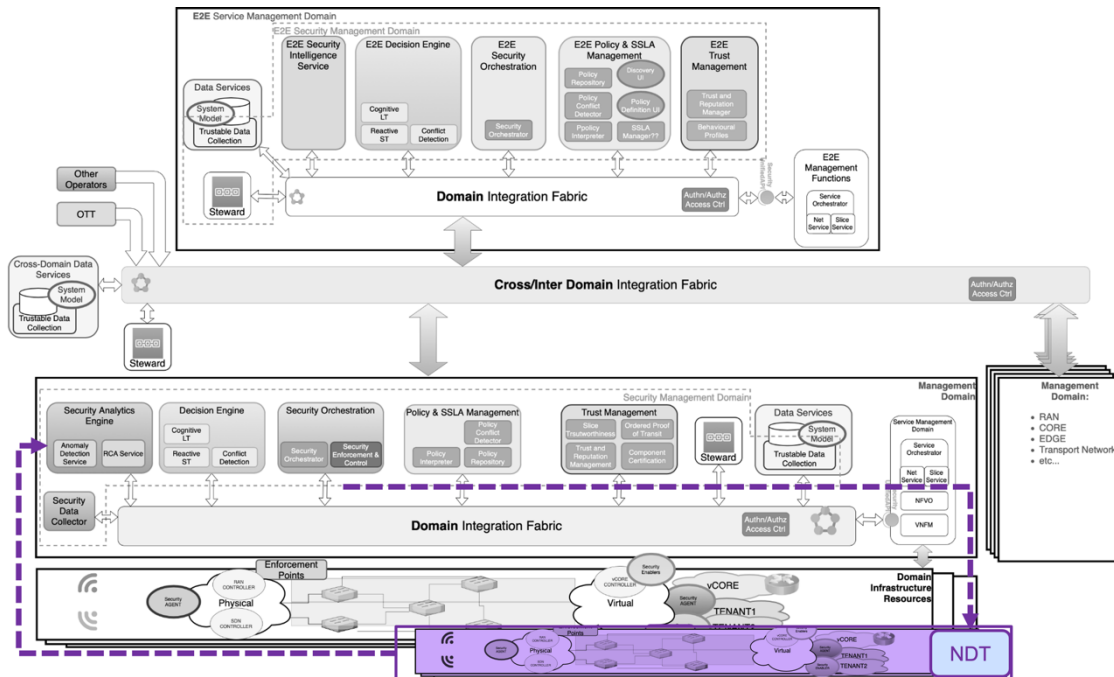 E2E Service Management Domain
E2E Security Management Domain
E2E Security
Intelligence
Service
E2E Decision Engine
Cognitive
LT
Reactive
ST
Conflict
Detection
E2E
Security
Orchestration
Security
Orchestrator
E2E Policy & SSLA
Management
Policy
Repository
Discovery
UI
Policy
Conflict
Detector
Policy
Definition UI
Ppolicy
Interpreter
SSLA
Manager??
E2E
Trust
Management
Trust and
Reputation
Manager
Behavioural
Profiles
Data Services
System
Model
Trustable Data
Collection
Steward
Domain Integration Fabric
Authn/Authz
Access Ctrl
Security
E2E
Management
Functions
Service
Orchestrator
Net
Service
Slice
Service
Other
Operators
OTT
Cross-Domain Data
Services
System
Model
Trustable Data
Collection
Steward
Cross/Inter Domain Integration Fabric
Authn/Authz
Access Ctrl
Management
Domain
Security Management Domain
Security Analytics
Engine
Anomaly
Detection
Service
RCA Service
Decision Engine
Cognitive
LT
Reactive
ST
Conflict
Detection
Security Orchestration
Security
Orchestrator
Security
Enforcement &
Control
Policy & SSLA Management
Policy
Conflict
Detector
Policy
Interpreter
Policy
Repository
Trust Management
Slice
Trsutworthiness
Ordered Proof of
Transit
Trust and
Reputation
Management
Component
Certification
Steward
Data Services
System
Model
Trustable Data
Collection
Service Management
Domain
Service
Orchestrator
Net
Service
Slice
Service
NFVO
VNFM
Security
Data
Collector
Domain Integration Fabric
Authn/Authz
Access Ctrl
Management
Domain:
• RAN
• CORE
• EDGE
• Transport Network
• etc...
Enforcement
Points
Security
AGENT
RAN
CONTROLLER
Physical
SDN
CONTROLLER
vCORE
CONTROLLER
Virtual
Security
Enablers
Security
AGENT
vCORE
TENANT1
Domain
Infrastructure
Resources
Points
Physical
Virtual
vCORE
TENANT1
TENANT2
NDT